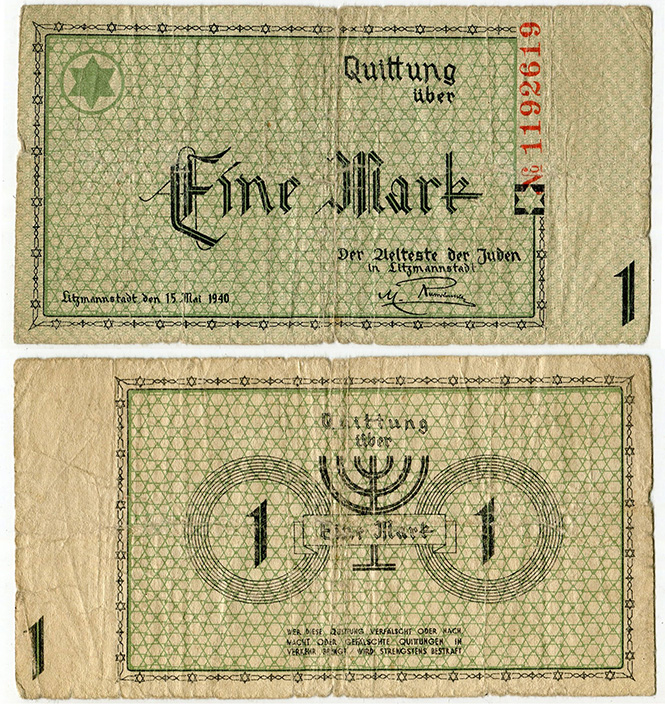 Quittung
über
№ 1192619
Eine Mark
Der Aelteste der Juden
in Litzmannstadt
Litzmannstadt den 15. Mai 1940
1
Quittung
über
1
Eine Mark
1
WER DIESE QUITTUNG VERFÄLSCHT ODER NACH
MACHT ODER GEFÄLSCHTE QUITTUNGEN IN
VERKEHR BRINGT WIRD STRENGSTENS BESTRAFT
1